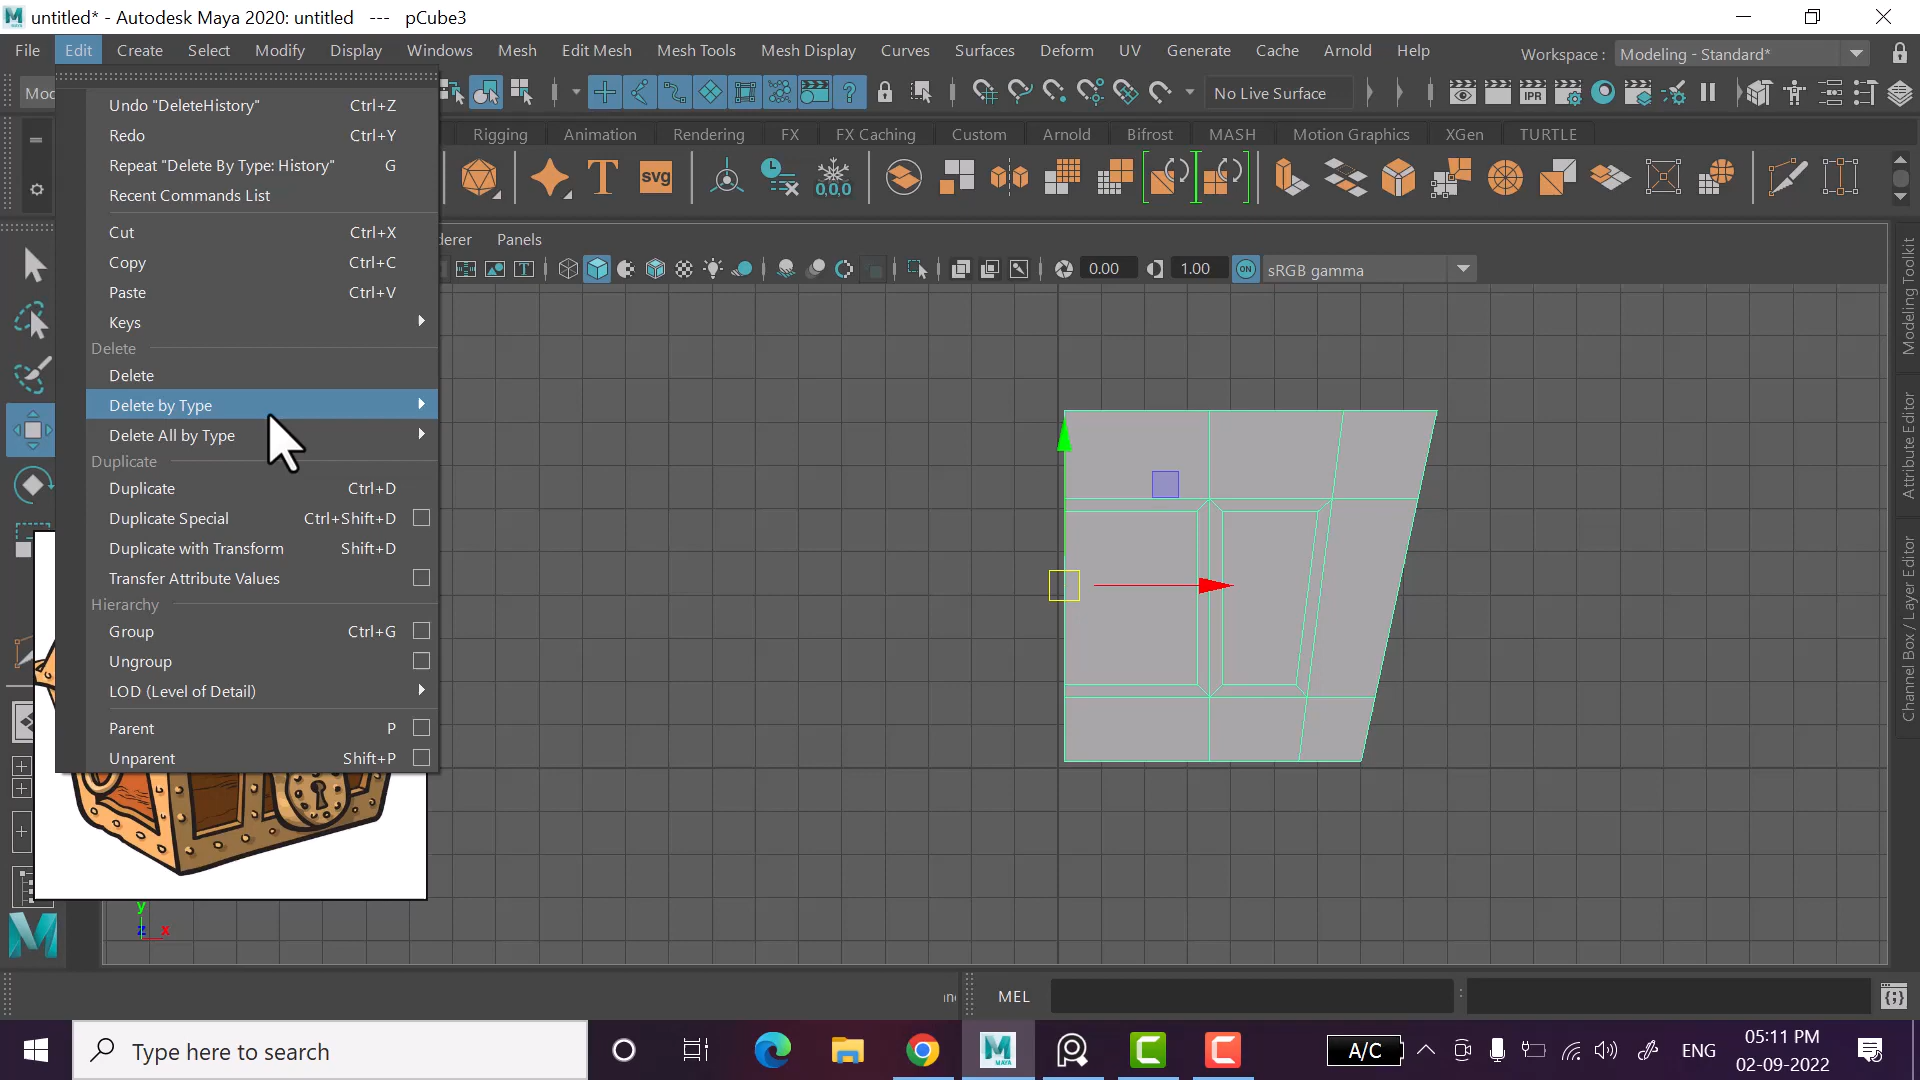 untitled* - Autodesk Maya 2020: untitled --- pCube3
File Edit Create Select Modify Display Windows Mesh Edit Mesh Mesh Tools Mesh Display Curves Surfaces Deform UV Generate Cache Arnold Help Workspace : Modeling - Standard*
No Live Surface
IPR
Rigging Animation Rendering FX FX Caching Custom Arnold Bifrost MASH Motion Graphics XGen TURTLE
T svg 0,0,0
Panels
0.00 1.00 ON sRGB gamma
Undo "DeleteHistory" Ctrl+Z
Redo Ctrl+Y
Repeat "Delete By Type: History" G
Recent Commands List
Cut Ctrl+X
Copy Ctrl+C
Paste Ctrl+V
Keys
Delete
Delete
Delete by Type
Delete All by Type
Duplicate
Duplicate Ctrl+D
Duplicate Special Ctrl+Shift+D
Duplicate with Transform Shift+D
Transfer Attribute Values
Hierarchy
Group Ctrl+G
Ungroup
LOD (Level of Detail)
Parent P
Unparent Shift+P
Modeling Toolkit
Attribute Editor
Channel Box / Layer Editor
y
z x
MEL
Type here to search
A/C
ENG
05:11 PM
02-09-2022